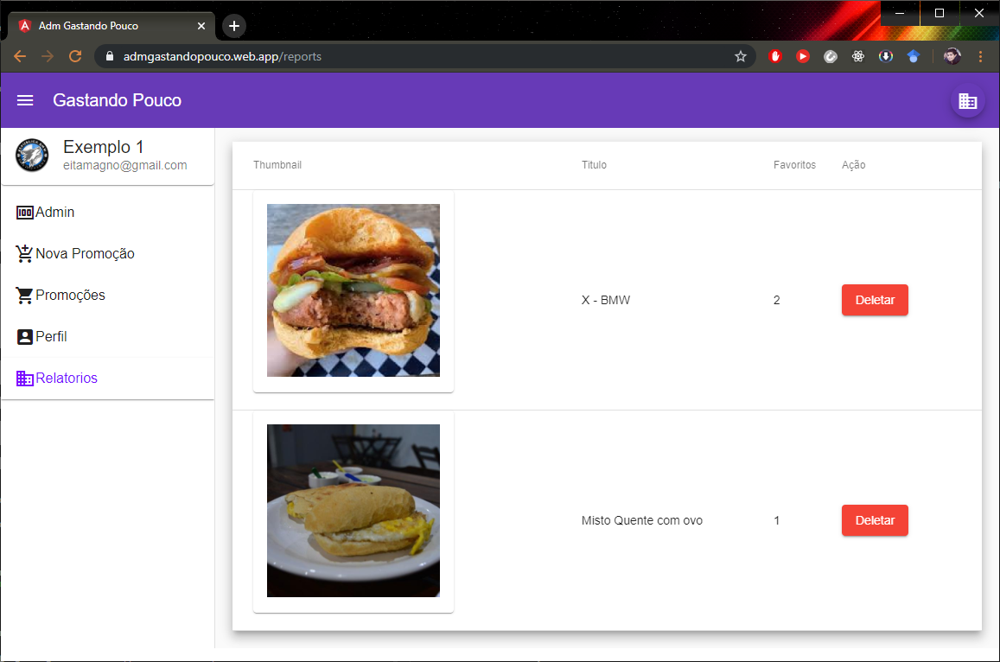 Adm Gastando Pouco
admgastandopouco.web.app/reports
Gastando Pouco
Exemplo 1
eitamagno@gmail.com
Admin
Nova Promoção
Promoções
Perfil
Relatorios
Thumbnail Titulo Favoritos Ação
X - BMW 2 Deletar
Misto Quente com ovo 1 Deletar